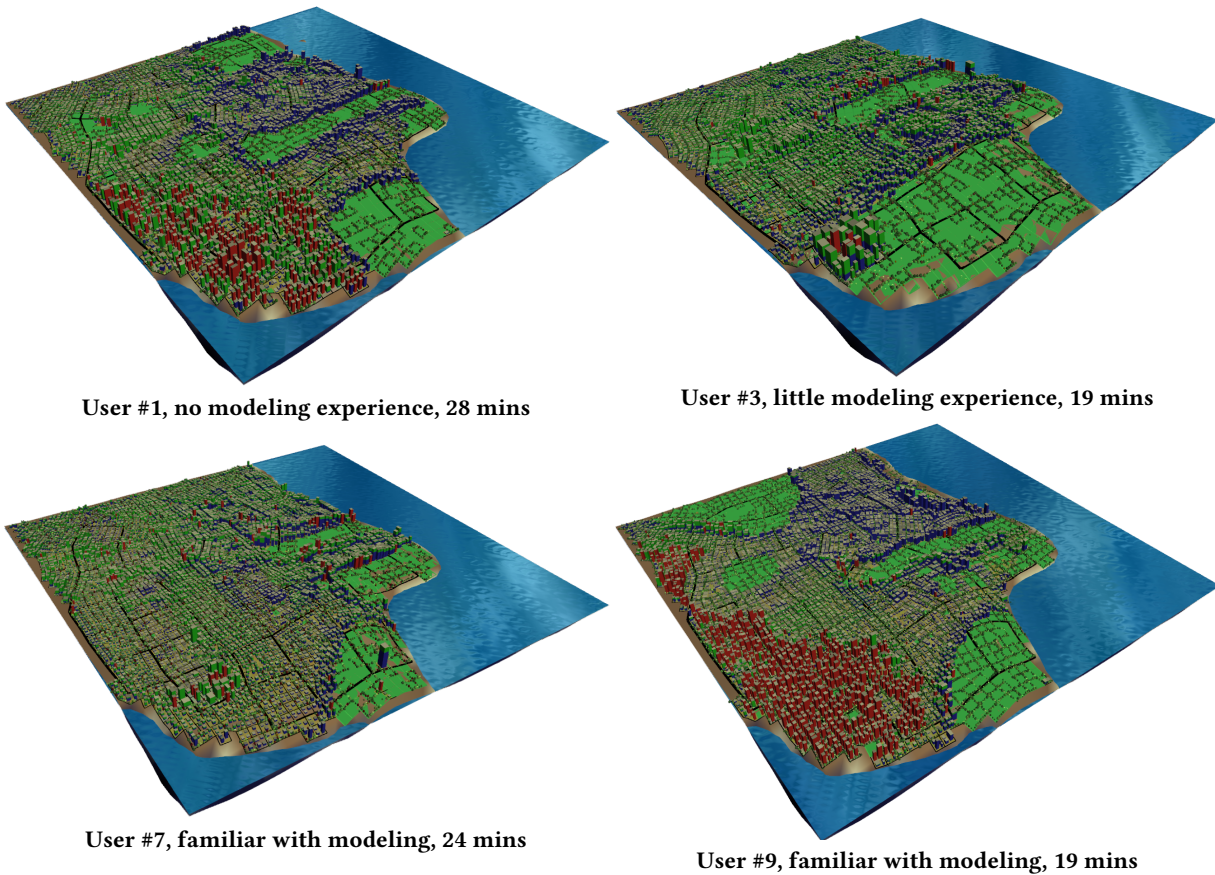 User #1, no modeling experience, 28 mins
User #3, little modeling experience, 19 mins
User #7, familiar with modeling, 24 mins
User #9, familiar with modeling, 19 mins